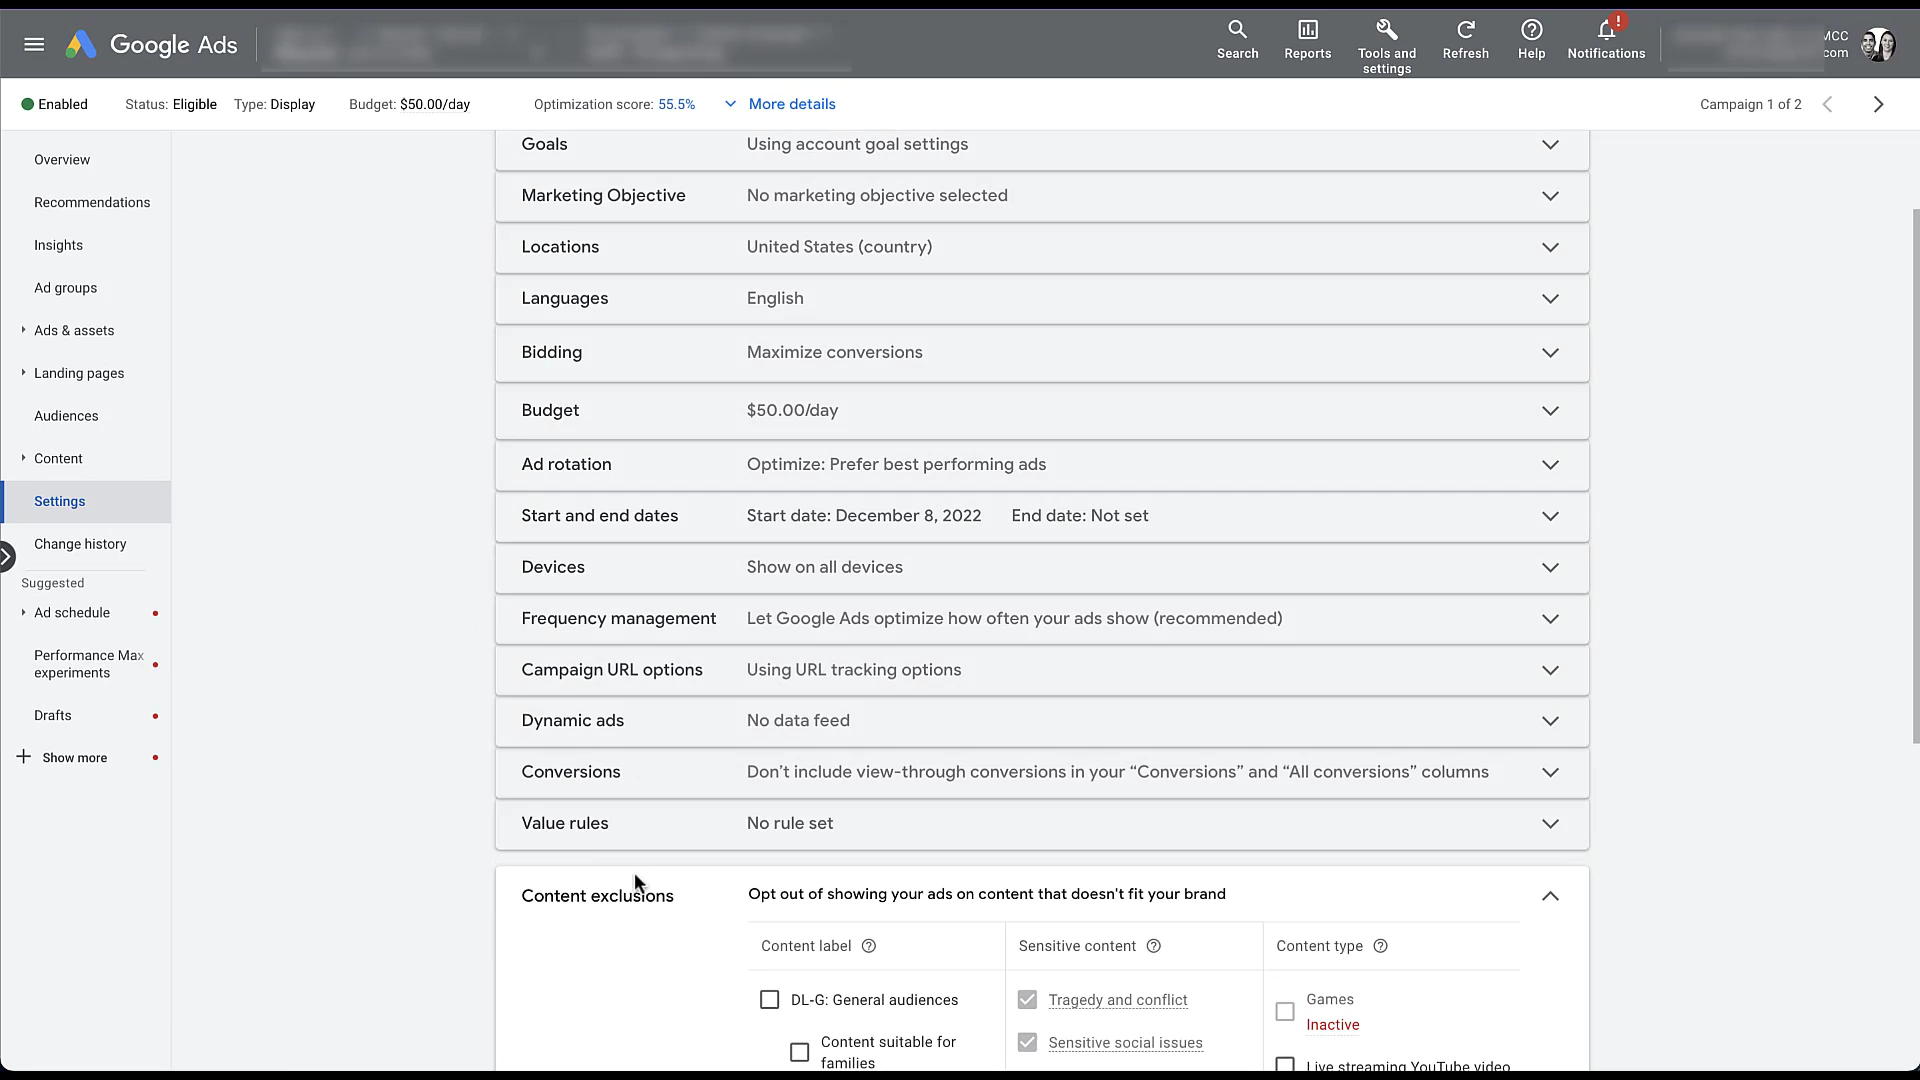 Google Ads
Search
Reports
Tools and
settings
Refresh
Help
!
Notifications
MCC
com
Enabled
Status: Eligible
Type: Display
Budget: $50.00/day
Optimization score: 55.5%
More details
Campaign 1 of 2
Overview
Recommendations
Insights
Ad groups
Ads & assets
Landing pages
Audiences
Content
Settings
Change history
Suggested
Ad schedule
Performance Max
experiments
Drafts
Show more
Goals Using account goal settings
Marketing Objective No marketing objective selected
Locations United States (country)
Languages English
Bidding Maximize conversions
Budget $50.00/day
Ad rotation Optimize: Prefer best performing ads
Start and end dates Start date: December 8, 2022 End date: Not set
Devices Show on all devices
Frequency management Let Google Ads optimize how often your ads show (recommended)
Campaign URL options Using URL tracking options
Dynamic ads No data feed
Conversions Don’t include view-through conversions in your “Conversions” and “All conversions” columns
Value rules No rule set
Content exclusions Opt out of showing your ads on content that doesn't fit your brand
Content label Sensitive content Content type
DL-G: General audiences
Content suitable for
families
Tragedy and conflict
Sensitive social issues
Games
Inactive
Live streaming YouTube video